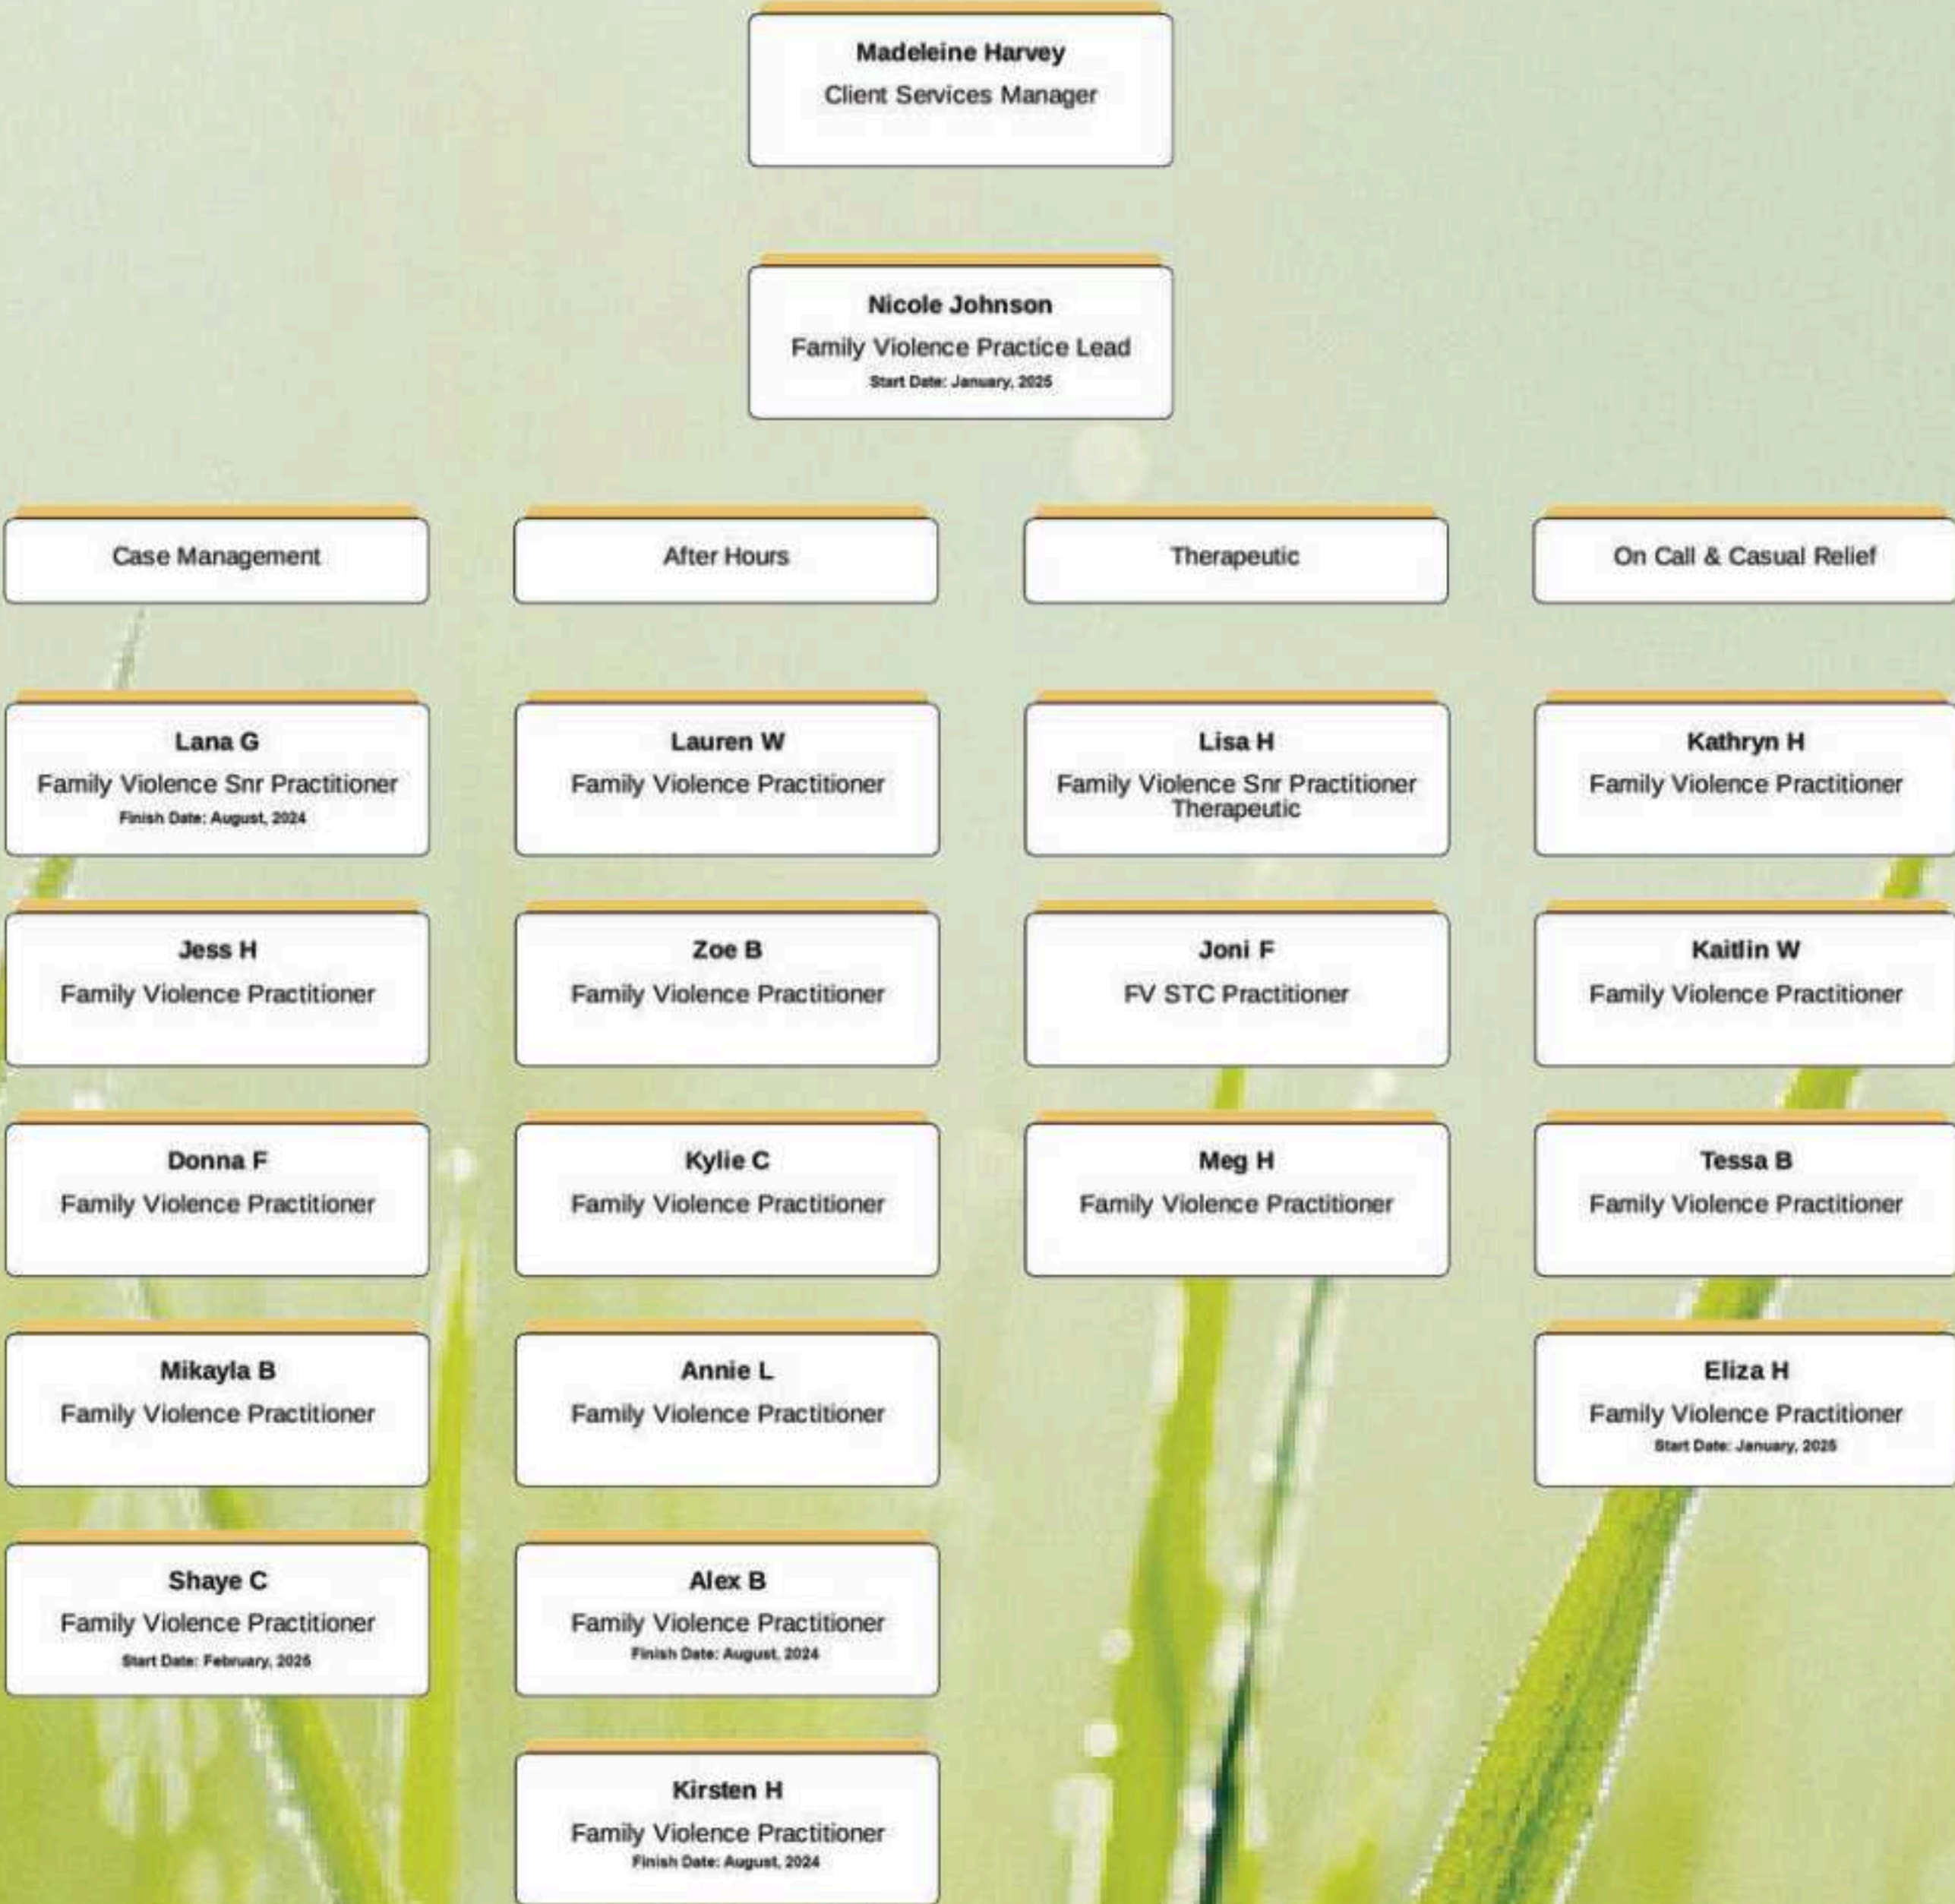 Madeleine Harvey
Client Services Manager
Nicole Johnson
Family Violence Practice Lead
Start Date: January, 2025
Case Management
After Hours
Therapeutic
On Call & Casual Relief
Lana G
Family Violence Snr Practitioner
Finish Date: August, 2024
Lauren W
Family Violence Practitioner
Lisa H
Family Violence Snr Practitioner
Therapeutic
Kathryn H
Family Violence Practitioner
Jess H
Family Violence Practitioner
Zoe B
Family Violence Practitioner
Joni F
FV STC Practitioner
Kaitlin W
Family Violence Practitioner
Donna F
Family Violence Practitioner
Kylie C
Family Violence Practitioner
Meg H
Family Violence Practitioner
Tessa B
Family Violence Practitioner
Mikayla B
Family Violence Practitioner
Annie L
Family Violence Practitioner
Eliza H
Family Violence Practitioner
Start Date: January, 2025
Shaye C
Family Violence Practitioner
Start Date: February, 2025
Alex B
Family Violence Practitioner
Finish Date: August, 2024
Kirsten H
Family Violence Practitioner
Finish Date: August, 2024